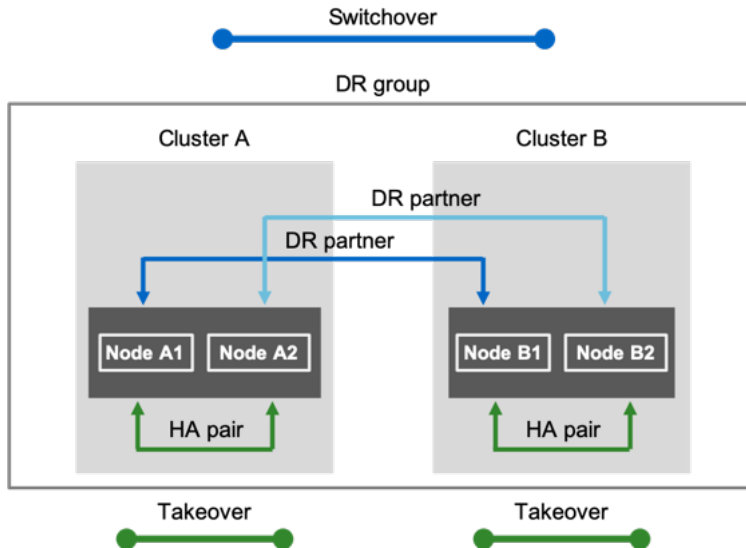 Switchover
DR group
Cluster A
Cluster B
DR partner
DR partner
Node A1
Node A2
Node B1
Node B2
HA pair
HA pair
Takeover
Takeover